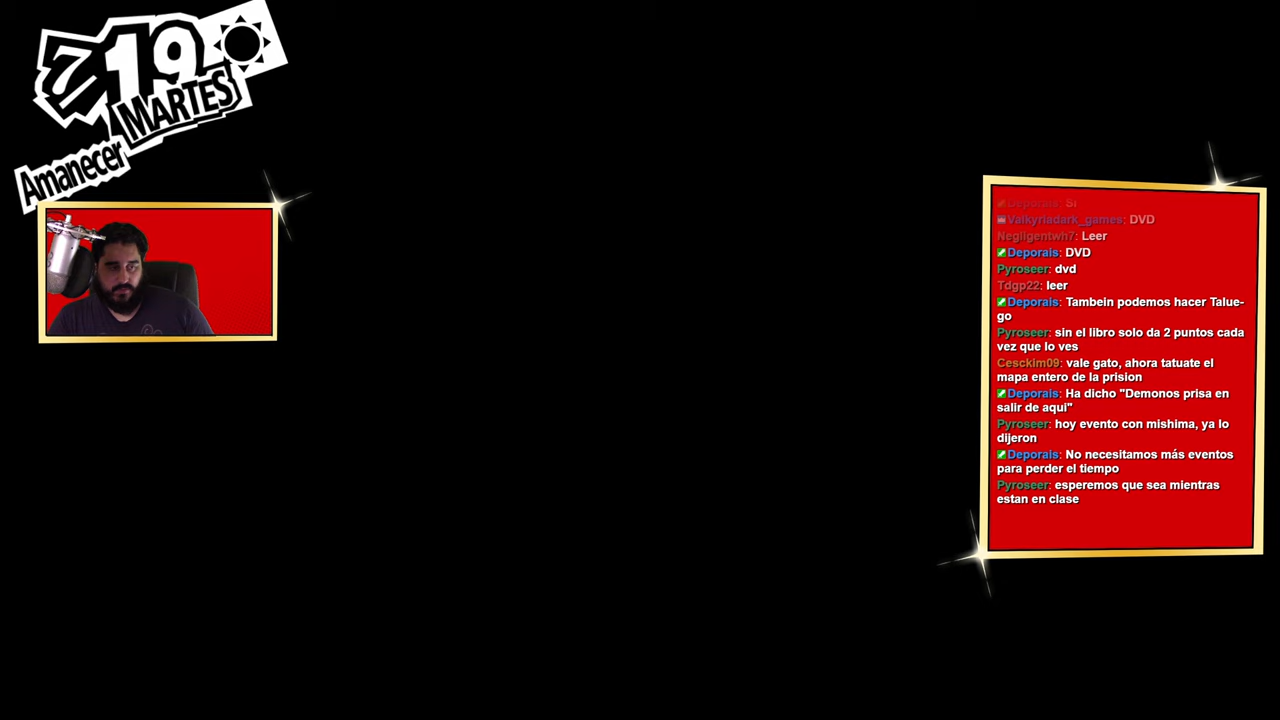 7 19
MARTES
Amanecer
Deporais: Si
Valkyriadark_games: DVD
Negligentwh7: Leer
Deporais: DVD
Pyroseer: dvd
Tdgp22: leer
Deporais: Tambein podemos hacer Talue-
go
Pyroseer: sin el libro solo da 2 puntos cada
vez que lo ves
Cesckim09: vale gato, ahora tatuate el
mapa entero de la prision
Deporais: Ha dicho "Demonos prisa en
salir de aqui"
Pyroseer: hoy evento con mishima, ya lo
dijeron
Deporais: No necesitamos más eventos
para perder el tiempo
Pyroseer: esperemos que sea mientras
estan en clase